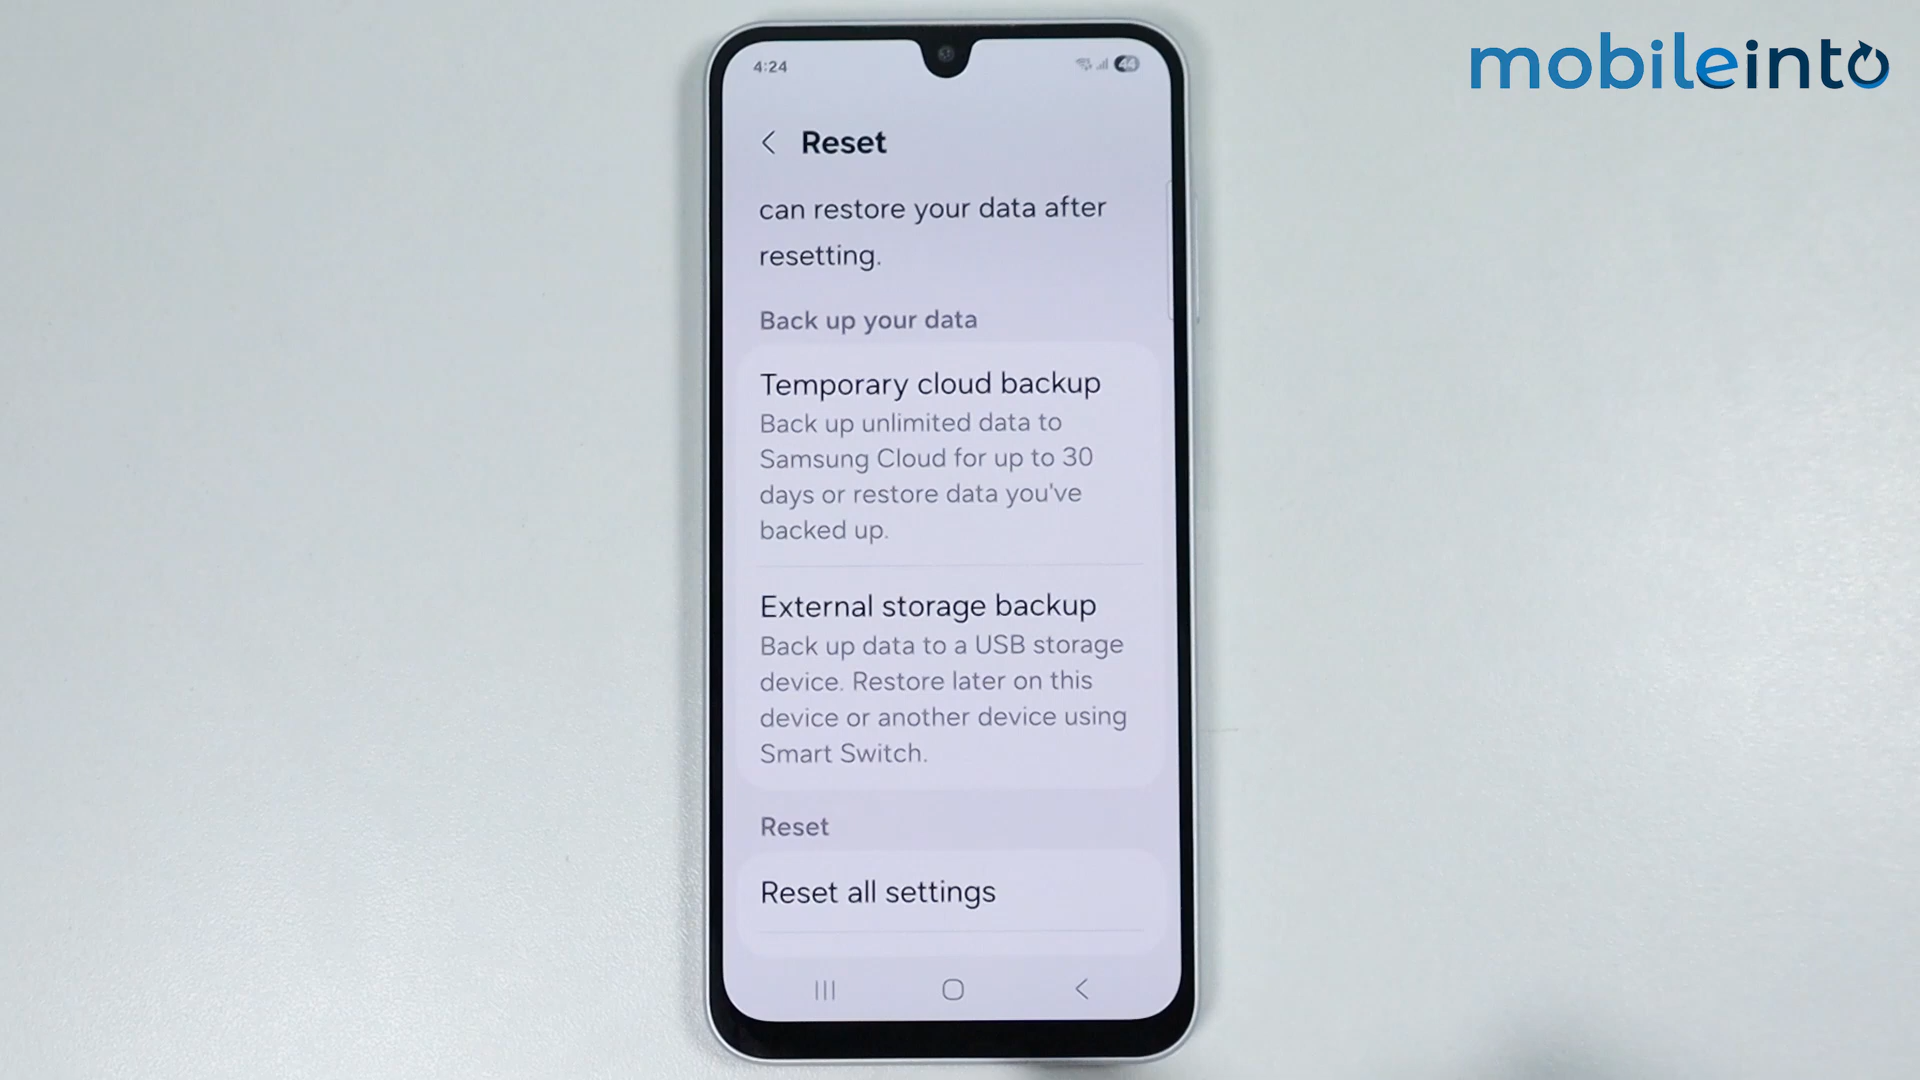 mobileinto
4:24
44
Reset
can restore your data after
resetting.
Back up your data
Temporary cloud backup
Back up unlimited data to
Samsung Cloud for up to 30
days or restore data you've
backed up.
External storage backup
Back up data to a USB storage
device. Restore later on this
device or another device using
Smart Switch.
Reset
Reset all settings